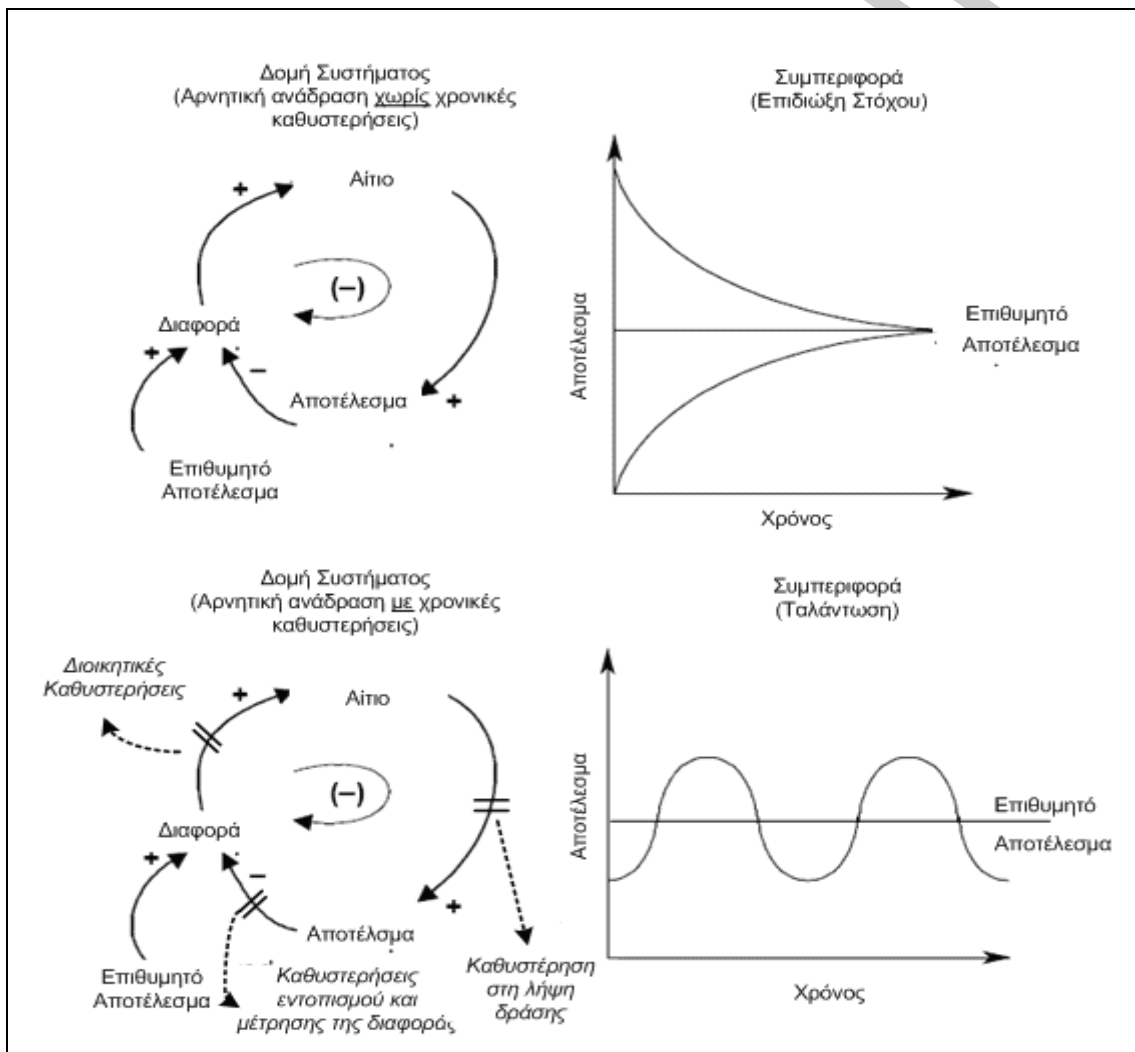 Δομή Συστήματος
(Αρνητική ανάδραση χωρίς χρονικές
καθυστερήσεις)
+
Αίτιο
(–)
Διαφορά
+
–
Αποτέλεσμα
+
Επιθυμητό
Αποτέλεσμα
Συμπεριφορά
(Επιδιώξη Στόχου)
Αποτέλεσμα
Επιθυμητό
Αποτέλεσμα
Χρόνος
Δομή Συστήματος
(Αρνητική ανάδραση με χρονικές
καθυστερήσεις)
Διοικητικές
Καθυστερήσεις
+
Αίτιο
(–)
Διαφορά
+
–
+
Αποτέλσμα
Επιθυμητό
Αποτέλεσμα
Καθυστερήσεις
εντοπισμού και
μέτρησης της διαφοράς
Καθυστέρηση
στη λήψη
δράσης
Συμπεριφορά
(Ταλάντωση)
Αποτέλεσμα
Επιθυμητό
Αποτέλεσμα
Χρόνος